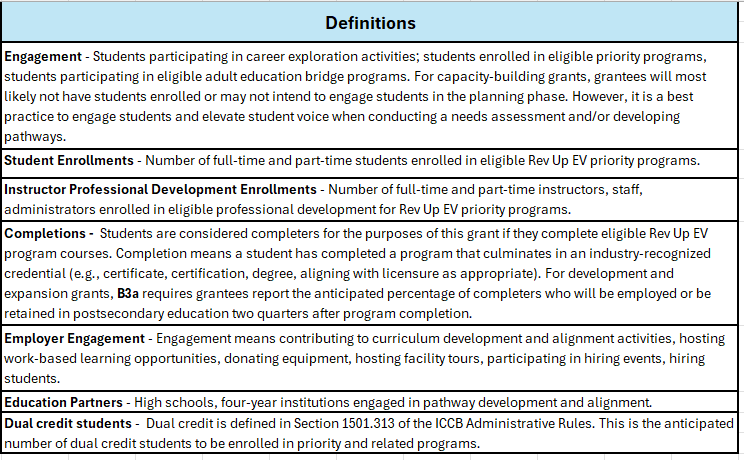 Definitions
Engagement - Students participating in career exploration activities; students enrolled in eligible priority programs,
students participating in eligible adult education bridge programs. For capacity-building grants, grantees will most
likely not have students enrolled or may not intend to engage students in the planning phase. However, it is a best
practice to engage students and elevate student voice when conducting a needs assessment and/or developing
pathways.
Student Enrollments - Number of full-time and part-time students enrolled in eligible Rev Up EV priority programs.
Instructor Professional Development Enrollments - Number of full-time and part-time instructors, staff,
administrators enrolled in eligible professional development for Rev Up EV priority programs.
Completions - Students are considered completers for the purposes of this grant if they complete eligible Rev Up EV
program courses. Completion means a student has completed a program that culminates in an industry-recognized
credential (e.g., certificate, certification, degree, aligning with licensure as appropriate). For development and
expansion grants, B3a requires grantees report the anticipated percentage of completers who will be employed or be
retained in postsecondary education two quarters after program completion.
Employer Engagement - Engagement means contributing to curriculum development and alignment activities, hosting
work-based learning opportunities, donating equipment, hosting facility tours, participating in hiring events, hiring
students.
Education Partners - High schools, four-year institutions engaged in pathway development and alignment.
Dual credit students - Dual credit is defined in Section 1501.313 of the ICCB Administrative Rules. This is the anticipated
number of dual credit students to be enrolled in priority and related programs.